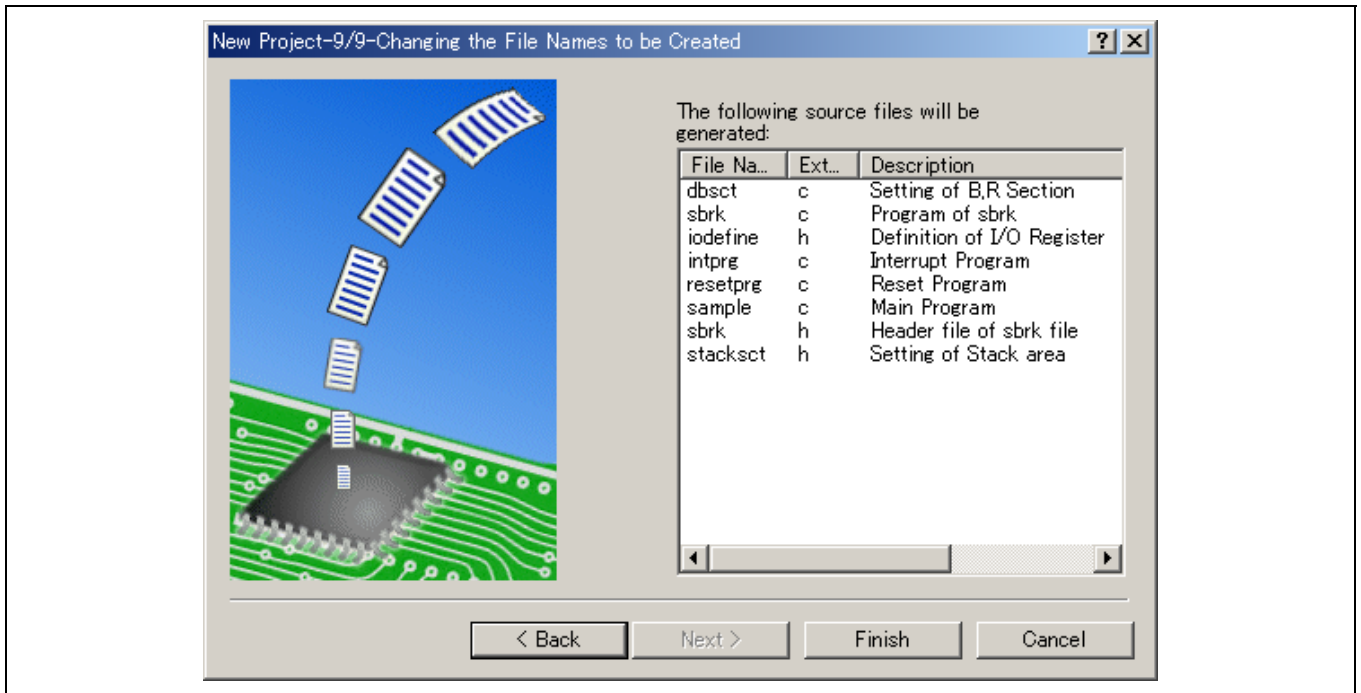 New Project-9/9-Changing the File Names to be Created
The following source files will be
generated:
File Na... Ext... Description
dbsct c Setting of B,R Section
sbrk c Program of sbrk
iodefine h Definition of I/O Register
intprg c Interrupt Program
resetprg c Reset Program
sample c Main Program
sbrk h Header file of sbrk file
stacksct h Setting of Stack area
< Back Next > Finish Cancel